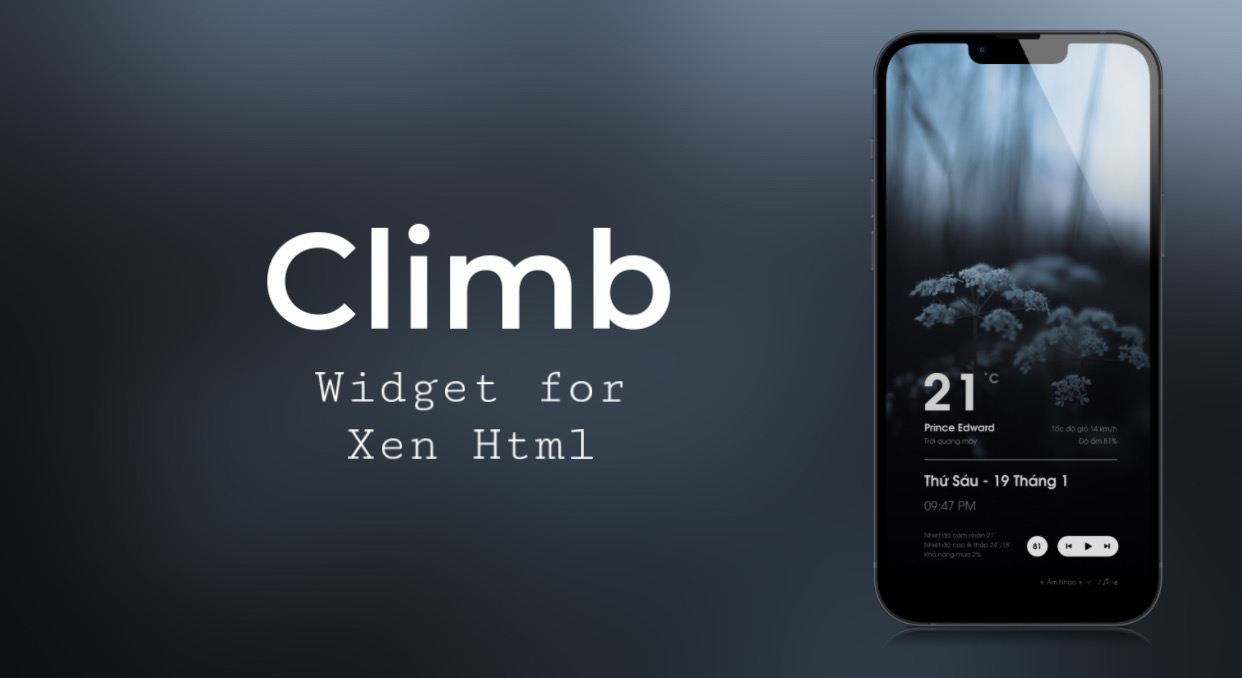 Climb
Widget for
Xen Html
21 °C
Prince Edward
Trời quang mây
Tốc độ gió 14 km/h
Độ ẩm 81%
Thứ Sáu - 19 Tháng 1
09:47 PM
Nhiệt độ cảm nhận 21°
Nhiệt độ cao & thấp 24°/18°
Khả năng mưa 2%
81
Âm Nhạc